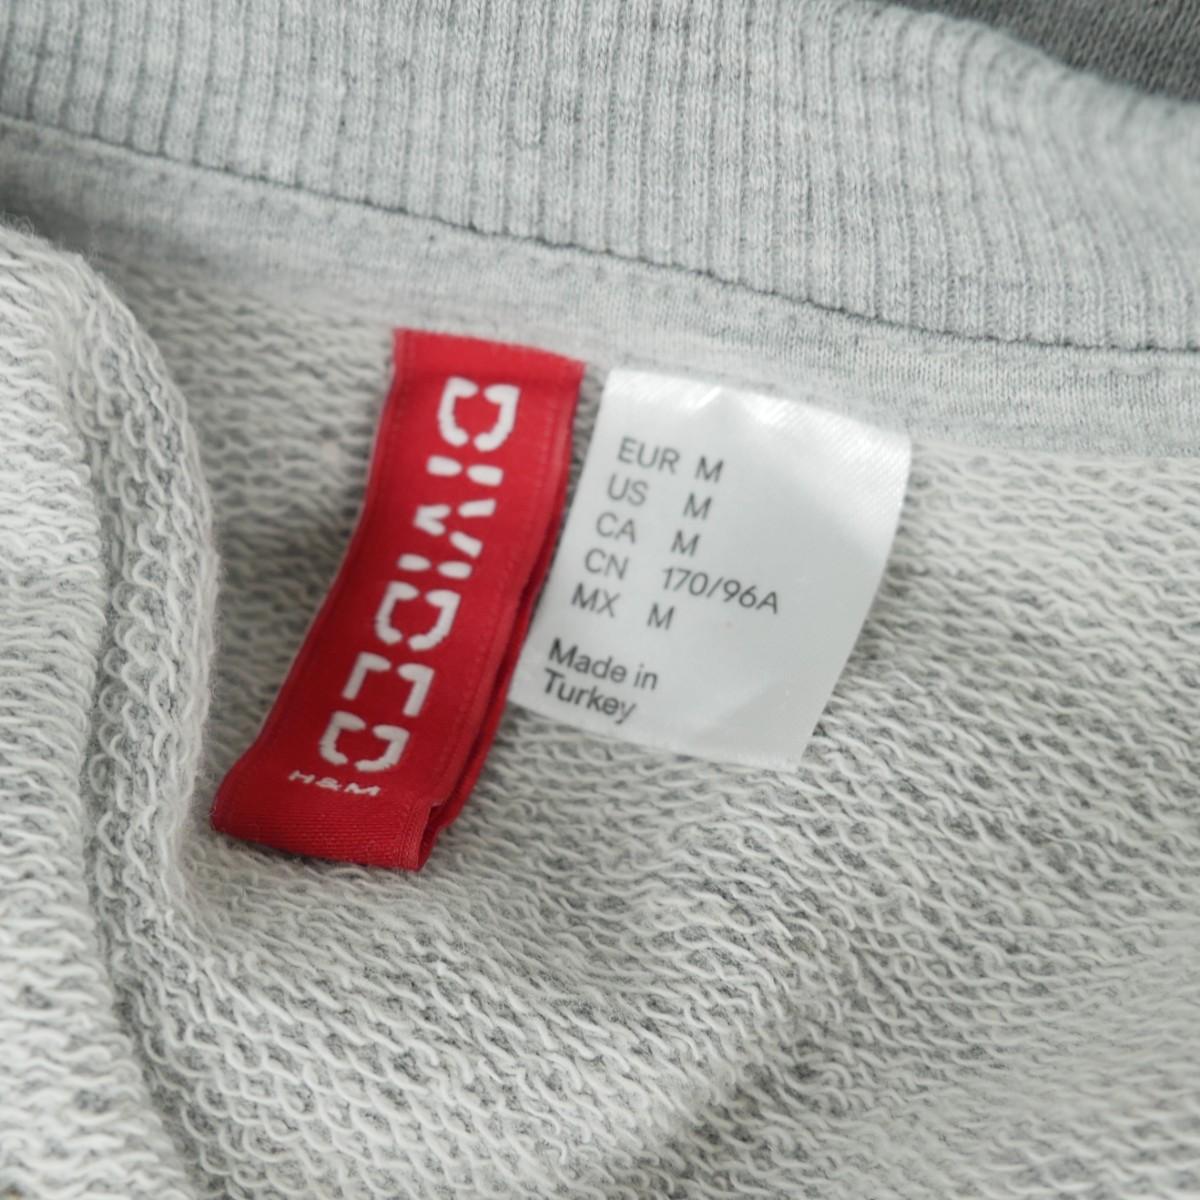 DIVIDED
H&M
EUR M
US M
CA M
CN 170/96A
MX M
Made in
Turkey